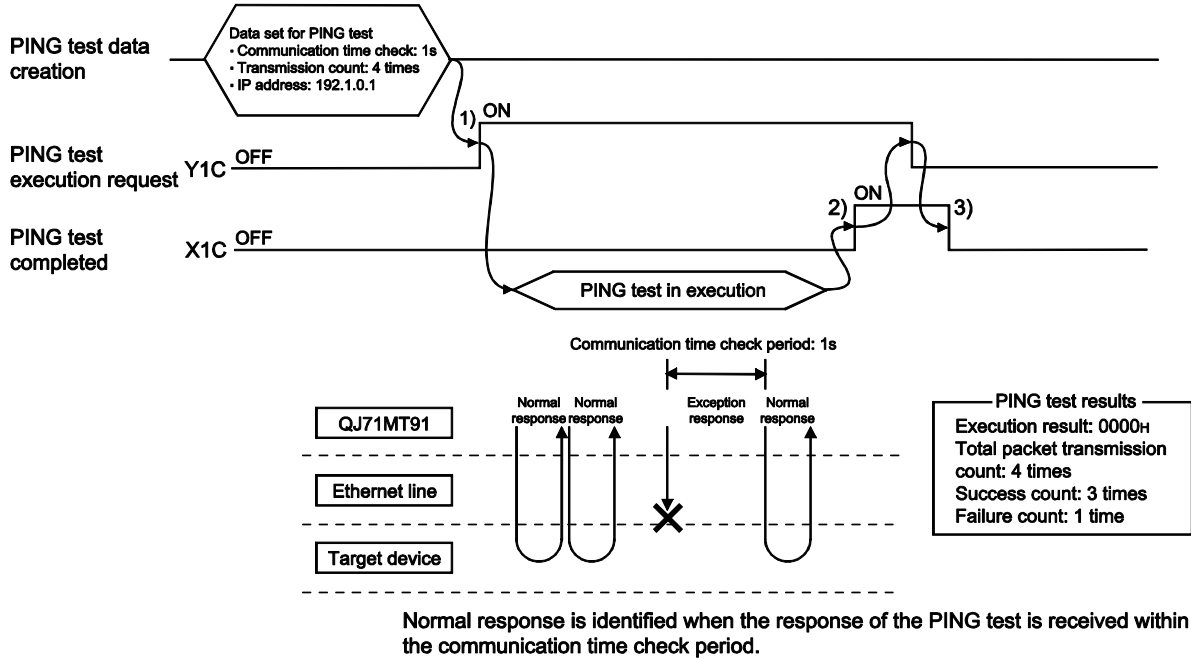 PING test data
creation
Data set for PING test
· Communication time check: 1s
· Transmission count: 4 times
· IP address: 192.1.0.1
1)
ON
PING test
execution request
Y1C
OFF
2)
ON
3)
PING test
completed
X1C
OFF
PING test in execution
Communication time check period: 1s
Normal
response
Normal
response
Exception
response
Normal
response
QJ71MT91
Ethernet line
Target device
PING test results
Execution result: 0000H
Total packet transmission
count: 4 times
Success count: 3 times
Failure count: 1 time
Normal response is identified when the response of the PING test is received within
the communication time check period.